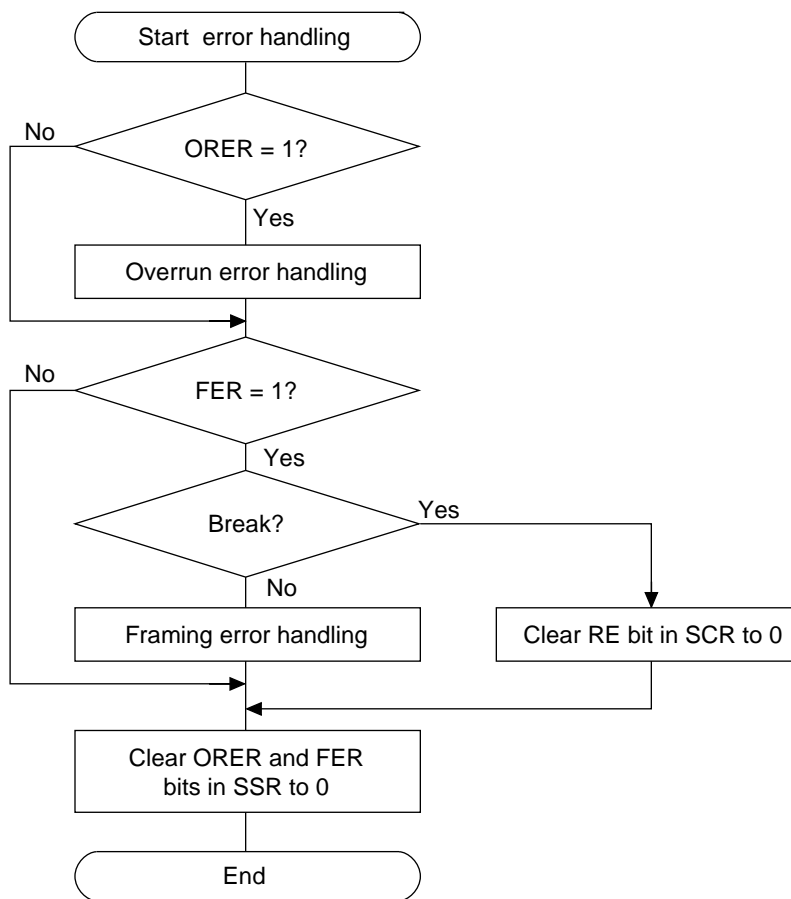 Start error handling
No
ORER = 1?
Yes
Overrun error handling
No
FER = 1?
Yes
Break?
Yes
No
Framing error handling
Clear RE bit in SCR to 0
Clear ORER and FER
bits in SSR to 0
End